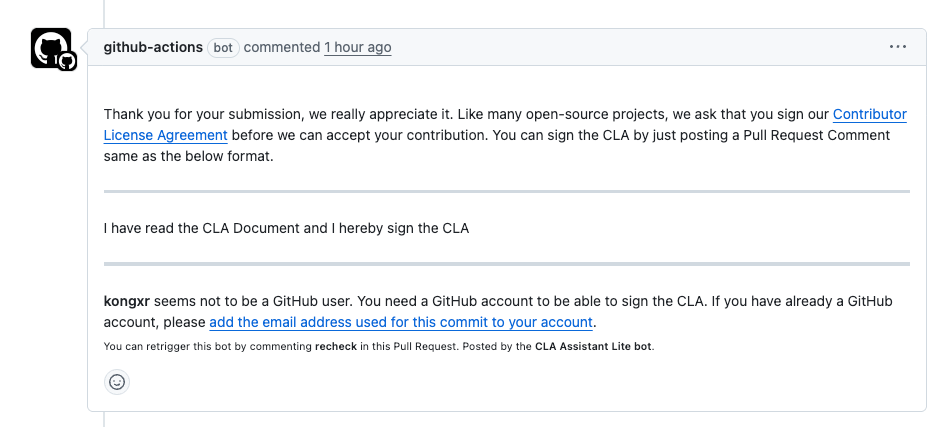 github-actions bot commented 1 hour ago
Thank you for your submission, we really appreciate it. Like many open-source projects, we ask that you sign our Contributor
License Agreement before we can accept your contribution. You can sign the CLA by just posting a Pull Request Comment
same as the below format.
I have read the CLA Document and I hereby sign the CLA
kongxr seems not to be a GitHub user. You need a GitHub account to be able to sign the CLA. If you have already a GitHub
account, please add the email address used for this commit to your account.
You can retrigger this bot by commenting recheck in this Pull Request. Posted by the CLA Assistant Lite bot.